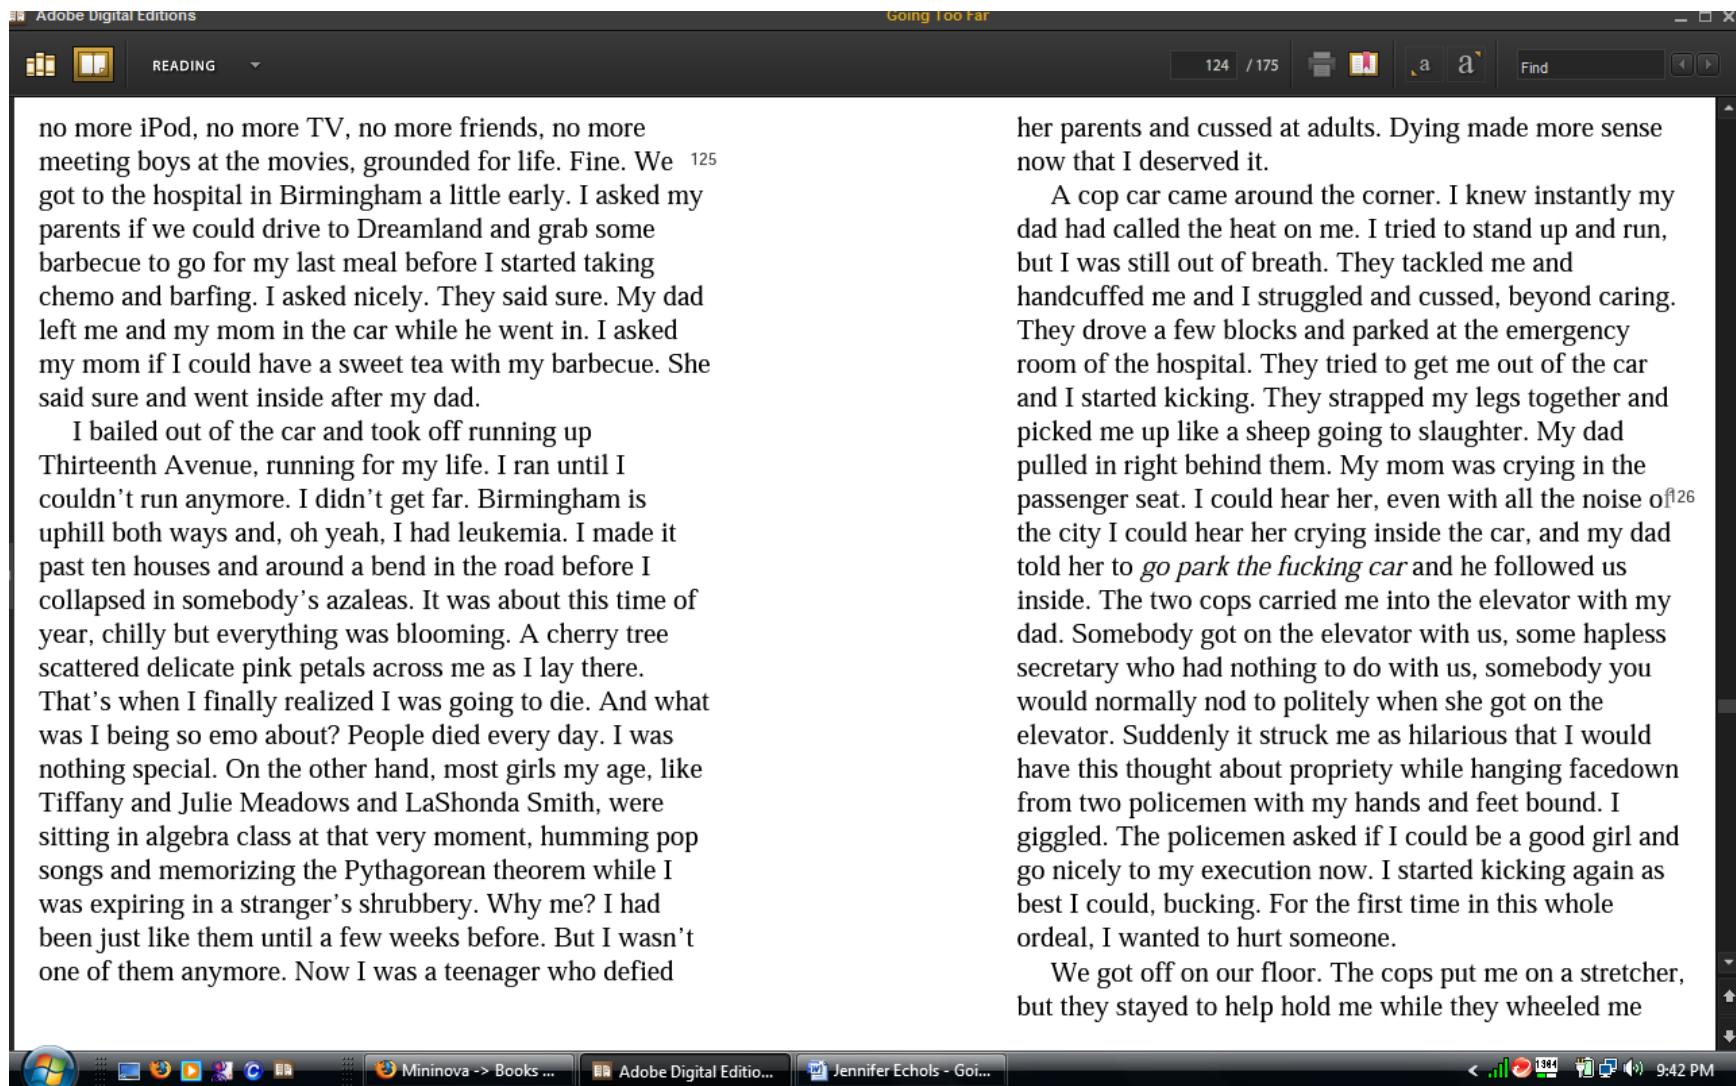 Adobe Digital Editions
Going Too Far
READING
124 / 175
a
a
Find
no more iPod, no more TV, no more friends, no more
meeting boys at the movies, grounded for life. Fine. We 125
got to the hospital in Birmingham a little early. I asked my
parents if we could drive to Dreamland and grab some
barbecue to go for my last meal before I started taking
chemo and barfing. I asked nicely. They said sure. My dad
left me and my mom in the car while he went in. I asked
my mom if I could have a sweet tea with my barbecue. She
said sure and went inside after my dad.
I bailed out of the car and took off running up
Thirteenth Avenue, running for my life. I ran until I
couldn't run anymore. I didn't get far. Birmingham is
uphill both ways and, oh yeah, I had leukemia. I made it
past ten houses and around a bend in the road before I
collapsed in somebody's azaleas. It was about this time of
year, chilly but everything was blooming. A cherry tree
scattered delicate pink petals across me as I lay there.
That's when I finally realized I was going to die. And what
was I being so emo about? People died every day. I was
nothing special. On the other hand, most girls my age, like
Tiffany and Julie Meadows and LaShonda Smith, were
sitting in algebra class at that very moment, humming pop
songs and memorizing the Pythagorean theorem while I
was expiring in a stranger's shrubbery. Why me? I had
been just like them until a few weeks before. But I wasn't
one of them anymore. Now I was a teenager who defied
her parents and cussed at adults. Dying made more sense
now that I deserved it.
A cop car came around the corner. I knew instantly my
dad had called the heat on me. I tried to stand up and run,
but I was still out of breath. They tackled me and
handcuffed me and I struggled and cussed, beyond caring.
They drove a few blocks and parked at the emergency
room of the hospital. They tried to get me out of the car
and I started kicking. They strapped my legs together and
picked me up like a sheep going to slaughter. My dad
pulled in right behind them. My mom was crying in the
passenger seat. I could hear her, even with all the noise of 126
the city I could hear her crying inside the car, and my dad
told her to go park the fucking car and he followed us
inside. The two cops carried me into the elevator with my
dad. Somebody got on the elevator with us, some hapless
secretary who had nothing to do with us, somebody you
would normally nod to politely when she got on the
elevator. Suddenly it struck me as hilarious that I would
have this thought about propriety while hanging facedown
from two policemen with my hands and feet bound. I
giggled. The policemen asked if I could be a good girl and
go nicely to my execution now. I started kicking again as
best I could, bucking. For the first time in this whole
ordeal, I wanted to hurt someone.
We got off on our floor. The cops put me on a stretcher,
but they stayed to help hold me while they wheeled me
Mininova -> Books ...
Adobe Digital Editio...
Jennifer Echols - Goi...
1384
9:42 PM